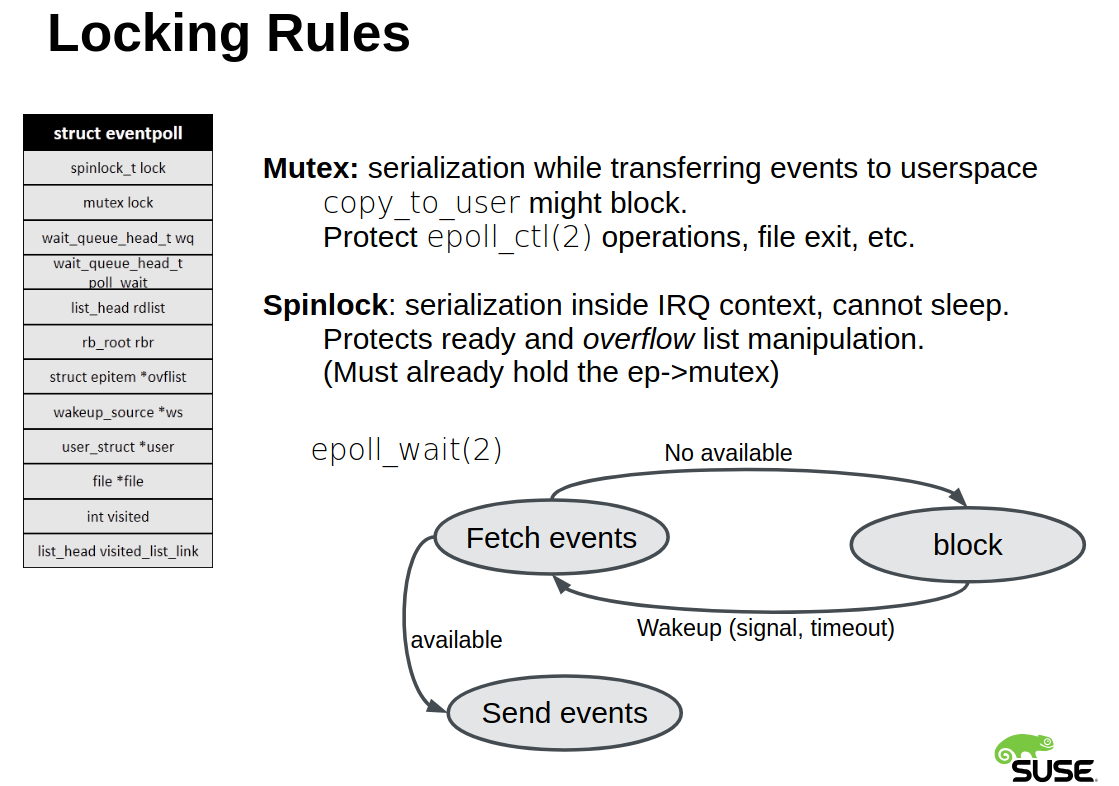 Locking Rules
struct eventpoll
spinlock_t lock
mutex lock
wait_queue_head_t wq
wait_queue_head_t
poll_wait
list_head rdlist
rb_root rbr
struct epitem *ovflist
wakeup_source *ws
user_struct *user
file *file
int visited
list_head visited_list_link
Mutex: serialization while transferring events to userspace
copy_to_user might block.
Protect epoll_ctl(2) operations, file exit, etc.
Spinlock: serialization inside IRQ context, cannot sleep.
Protects ready and overflow list manipulation.
(Must already hold the ep->mutex)
epoll_wait(2)
No available
Fetch events
block
Wakeup (signal, timeout)
available
Send events
SUSE